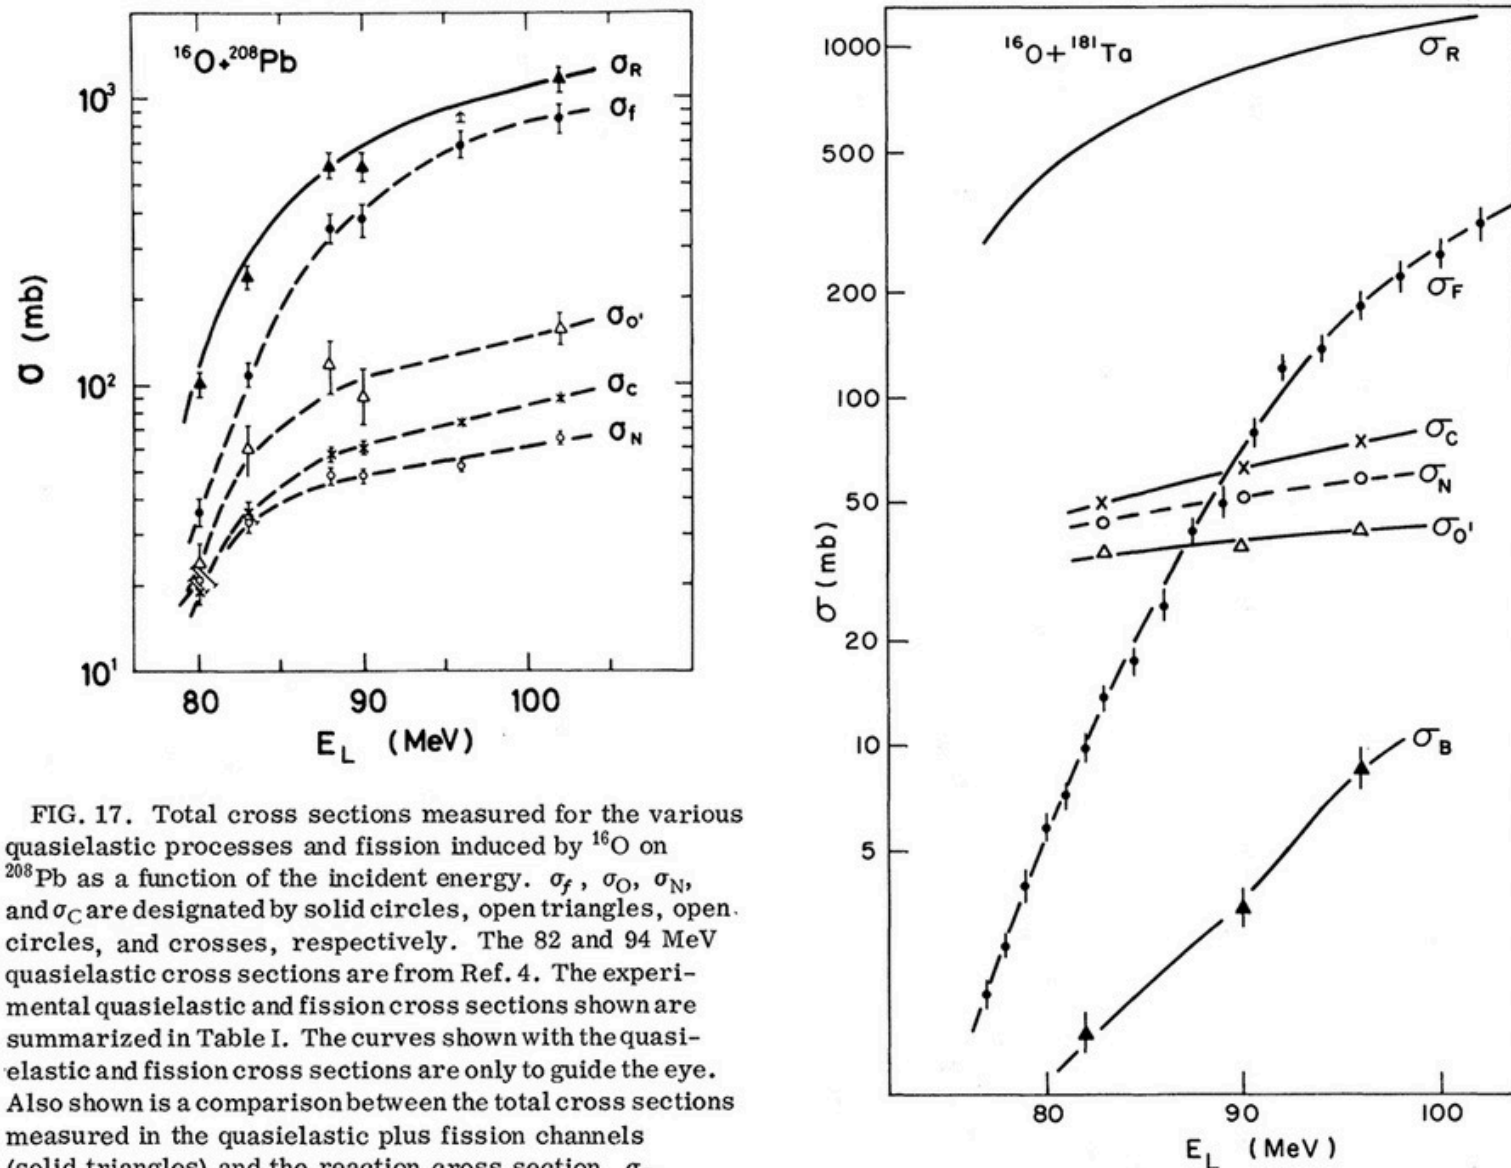 ¹⁶O+²⁰⁸Pb
σR
σf
σO'
σC
σN
10³
10²
10¹
σ (mb)
80 90 100
EL (MeV)
FIG. 17. Total cross sections measured for the various
quasielastic processes and fission induced by ¹⁶O on
²⁰⁸Pb as a function of the incident energy. σf, σO, σN,
and σC are designated by solid circles, open triangles, open
circles, and crosses, respectively. The 82 and 94 MeV
quasielastic cross sections are from Ref. 4. The experi-
mental quasielastic and fission cross sections shown are
summarized in Table I. The curves shown with the quasi-
elastic and fission cross sections are only to guide the eye.
Also shown is a comparison between the total cross sections
measured in the quasielastic plus fission channels
(solid triangles) and the reaction cross section, σ
¹⁶O+¹⁸¹Ta
σR
σF
σC
σN
σO'
σB
1000
500
200
100
50
20
10
5
σ (mb)
80 90 100
EL (MeV)